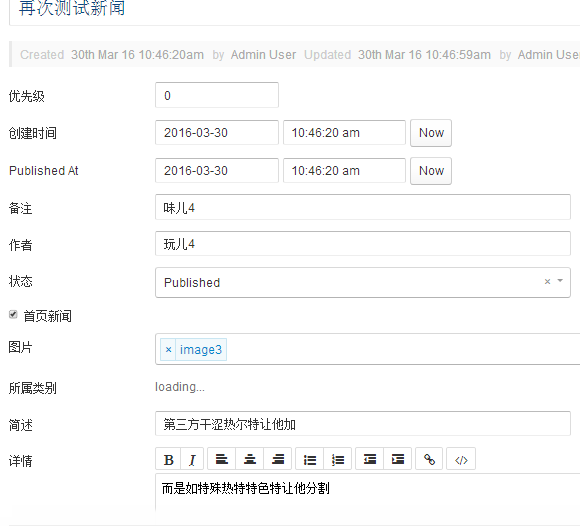 再次测试新闻
Created 30th Mar 16 10:46:20am by Admin User Updated 30th Mar 16 10:46:59am by Admin Use
优先级 0
创建时间 2016-03-30 10:46:20 am Now
Published At 2016-03-30 10:46:20 am Now
备注 味儿4
作者 玩儿4
状态 Published × 
首页新闻
图片 × image3
所属类别 loading...
简述 第三方干涩热尔特让他加
详情 B I </>
而是如特殊热特特色特让他分割